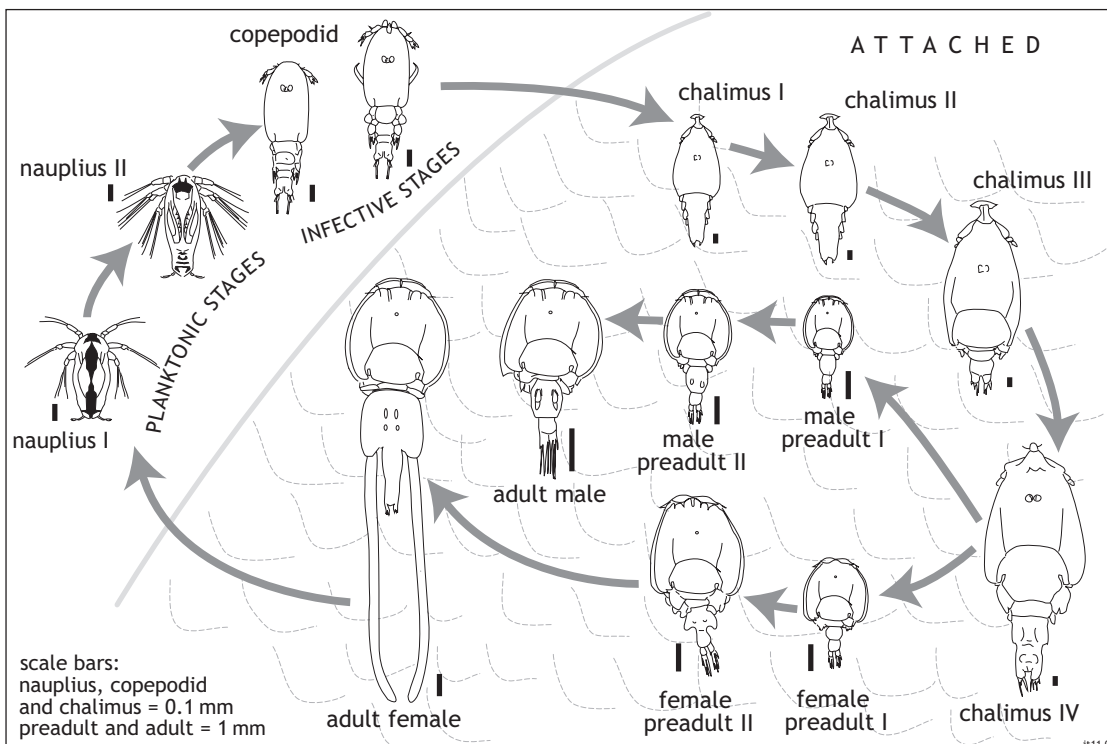 copepodid
ATTACHED
chalimus I
chalimus II
nauplius II
chalimus III
INFECTIVE STAGES
PLANKTONIC STAGES
nauplius I
male
preadult I
male
preadult II
adult male
scale bars:
nauplius, copepodid
and chalimus = 0.1 mm
preadult and adult = 1 mm
adult female
female
preadult II
female
preadult I
chalimus IV